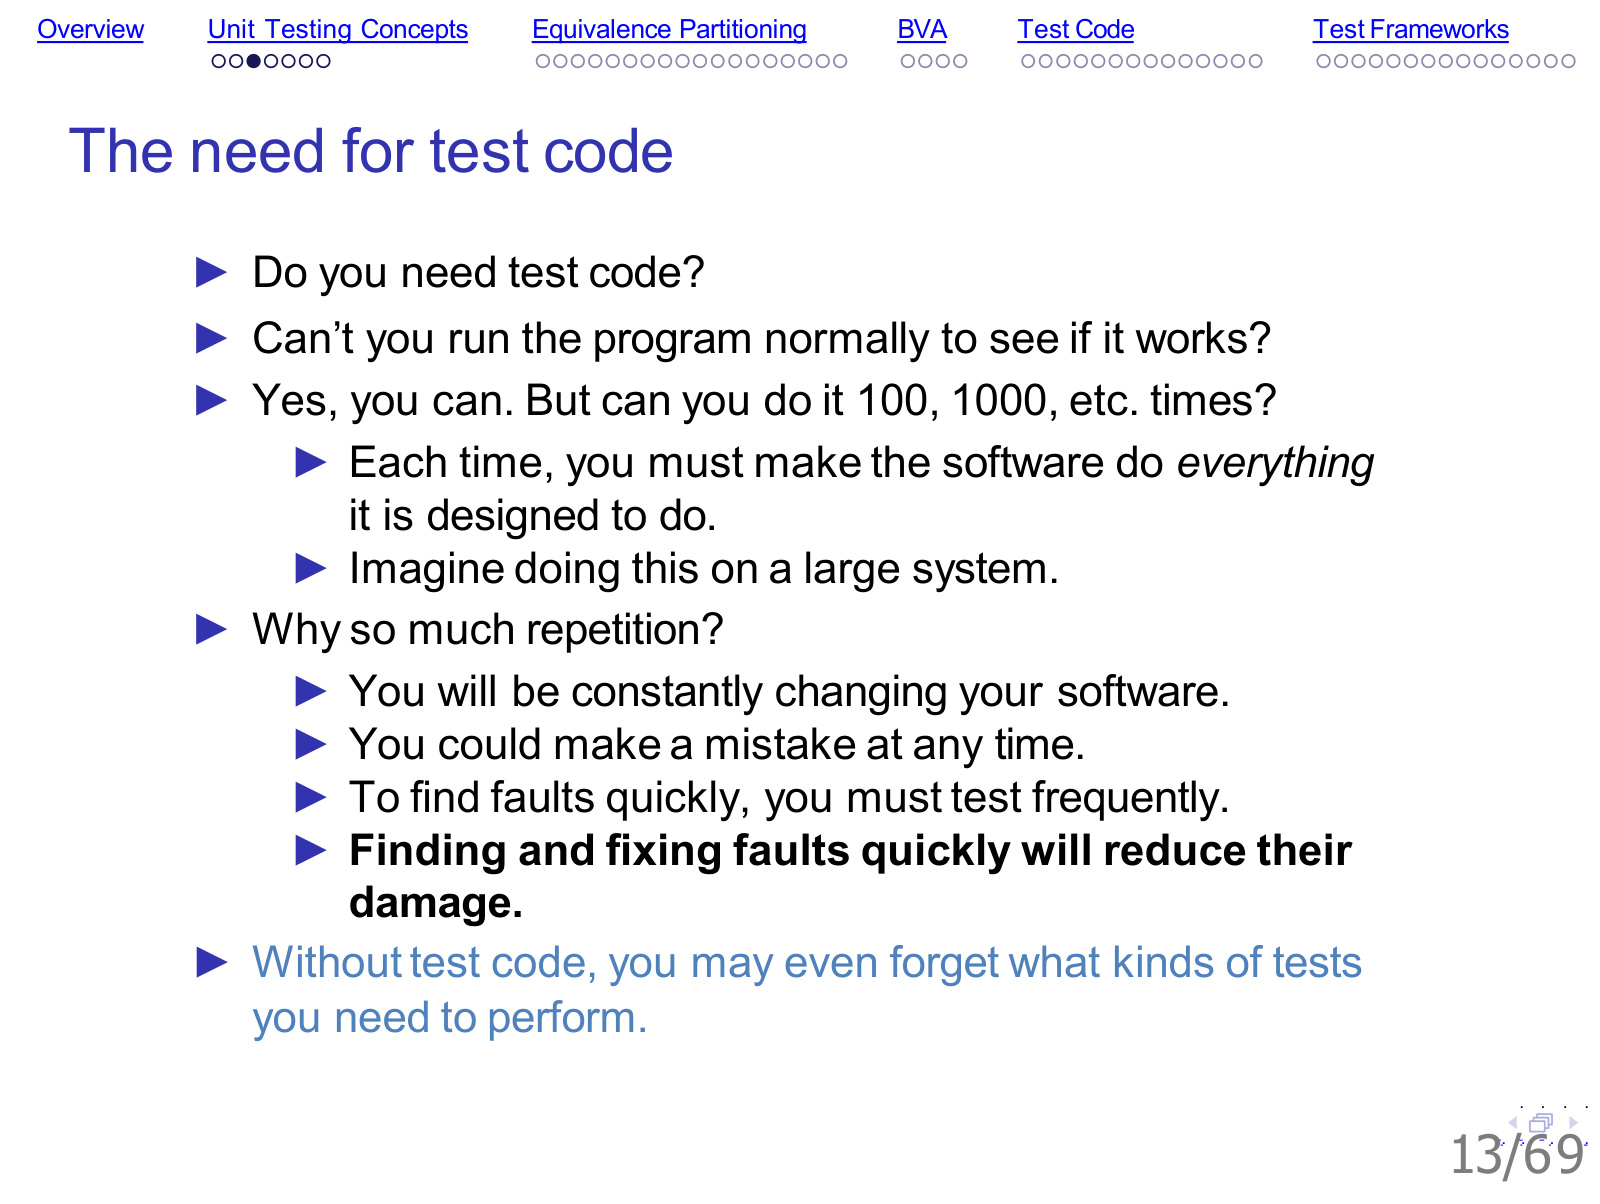 Overview
Unit Testing Concepts
Equivalence Partitioning
BVA
Test Code
Test Frameworks
The need for test code
Do you need test code?
Can’t you run the program normally to see if it works?
Yes, you can. But can you do it 100, 1000, etc. times?
Each time, you must make the software do everything
it is designed to do.
Imagine doing this on a large system.
Why so much repetition?
You will be constantly changing your software.
You could make a mistake at any time.
To find faults quickly, you must test frequently.
Finding and fixing faults quickly will reduce their
damage.
Without test code, you may even forget what kinds of tests
you need to perform.
13/69